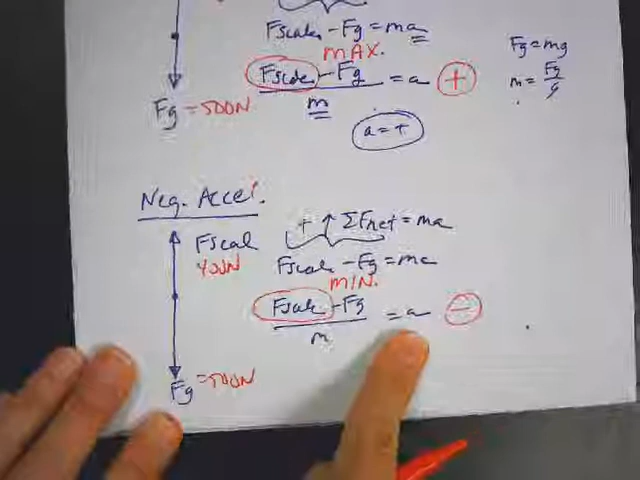 Fscale - Fg = ma
MAX.
Fscale - Fg = a +
m
Fg = 500N
a = +
Fg = mg
m = Fg
g
Neg. Accel.
+ ↑ ΣFnet = ma
Fscal
400N
Fscale - Fg = ma
MIN.
Fscale - Fg = a -
m
Fg = 500N